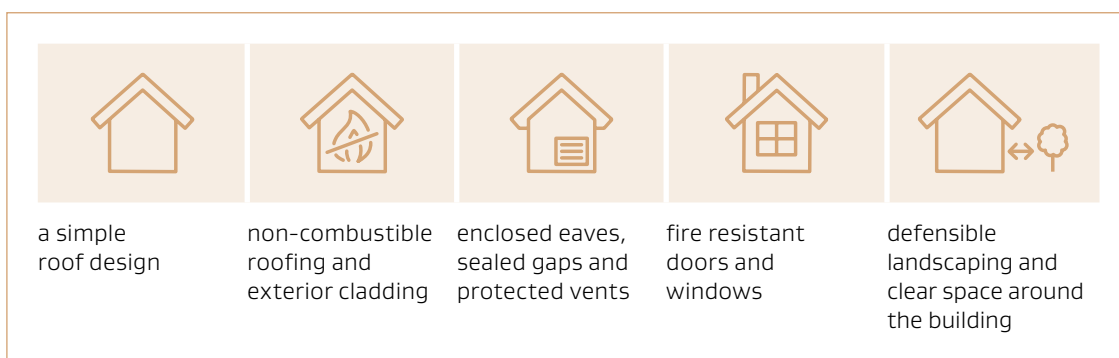 a simple
roof design
non-combustible
roofing and
exterior cladding
enclosed eaves,
sealed gaps and
protected vents
fire resistant
doors and
windows
defensible
landscaping and
clear space around
the building